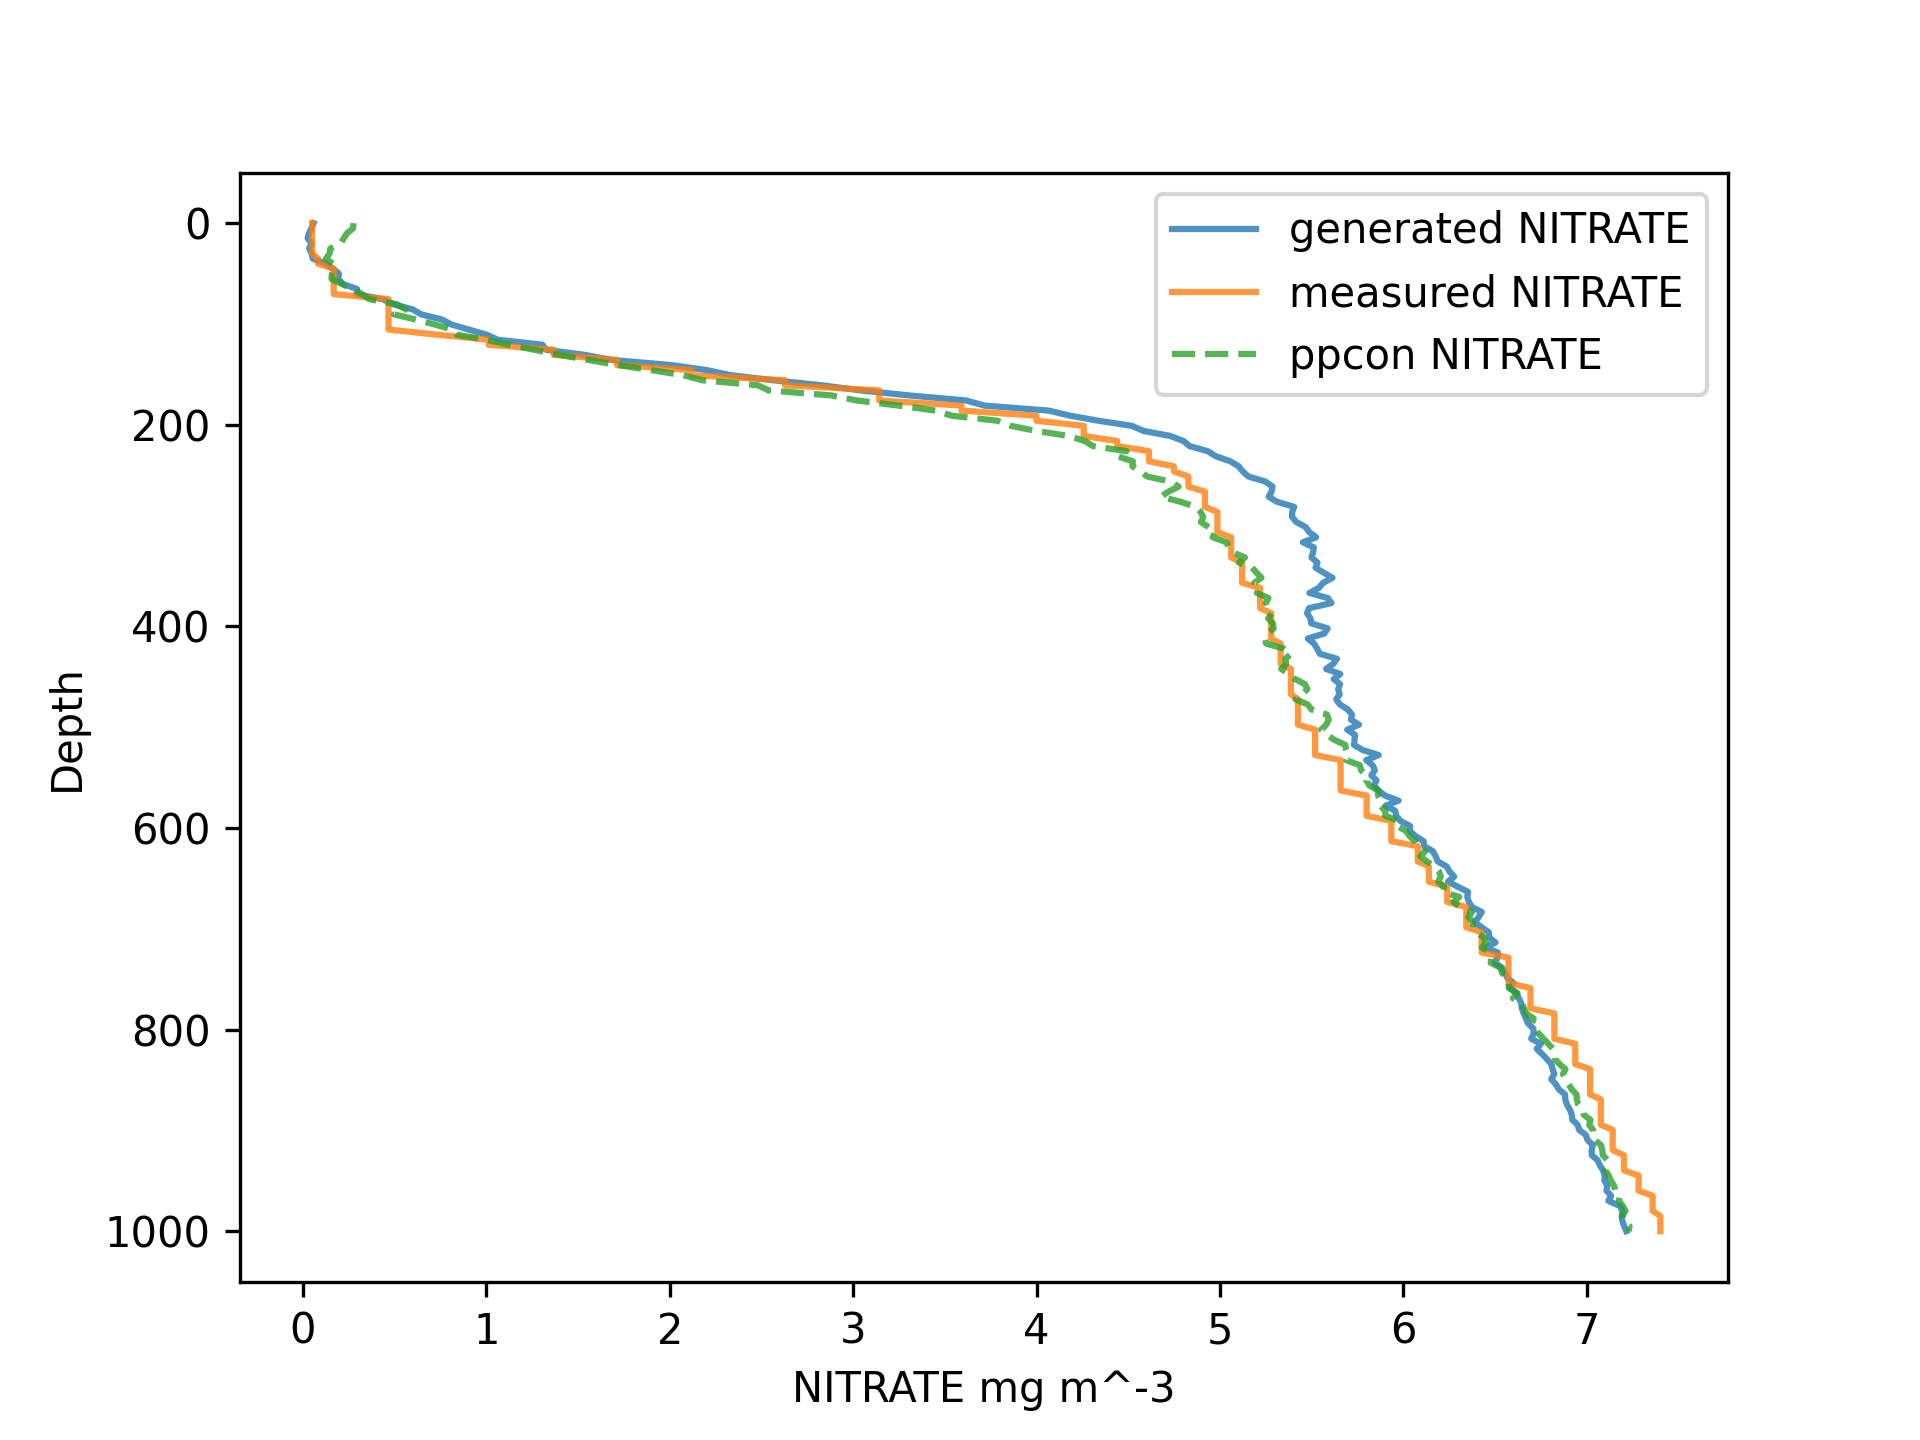 generated NITRATE
measured NITRATE
ppcon NITRATE
0
200
400
600
800
1000
Depth
0 1 2 3 4 5 6 7
NITRATE mg m^-3